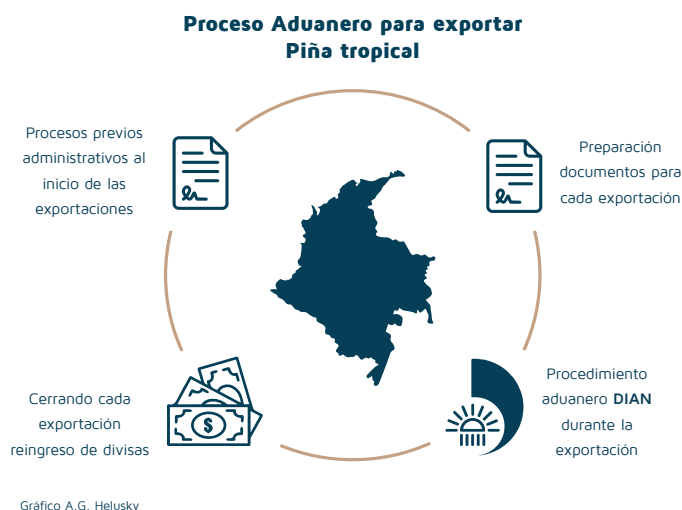 Proceso Aduanero para exportar
Piña tropical
Procesos previos
administrativos al
inicio de las
exportaciones
Preparación
documentos para
cada exportación
Procedimiento
aduanero DIAN
durante la
exportación
Cerrando cada
exportación
reingreso de divisas
$
Gráfico A.G. Helusky